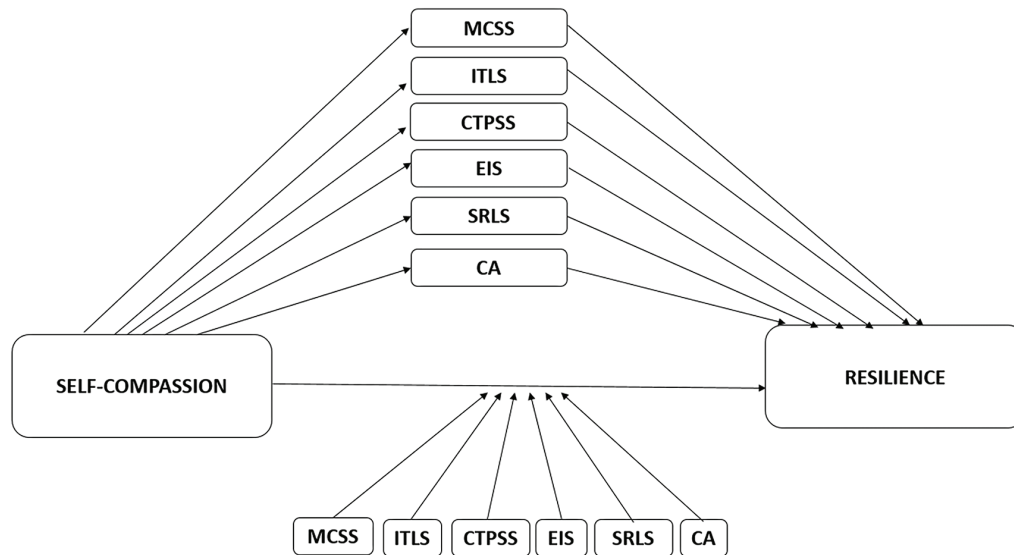 MCSS
ITLS
CTPSS
EIS
SRLS
CA
SELF-COMPASSION
RESILIENCE
MCSS
ITLS
CTPSS
EIS
SRLS
CA